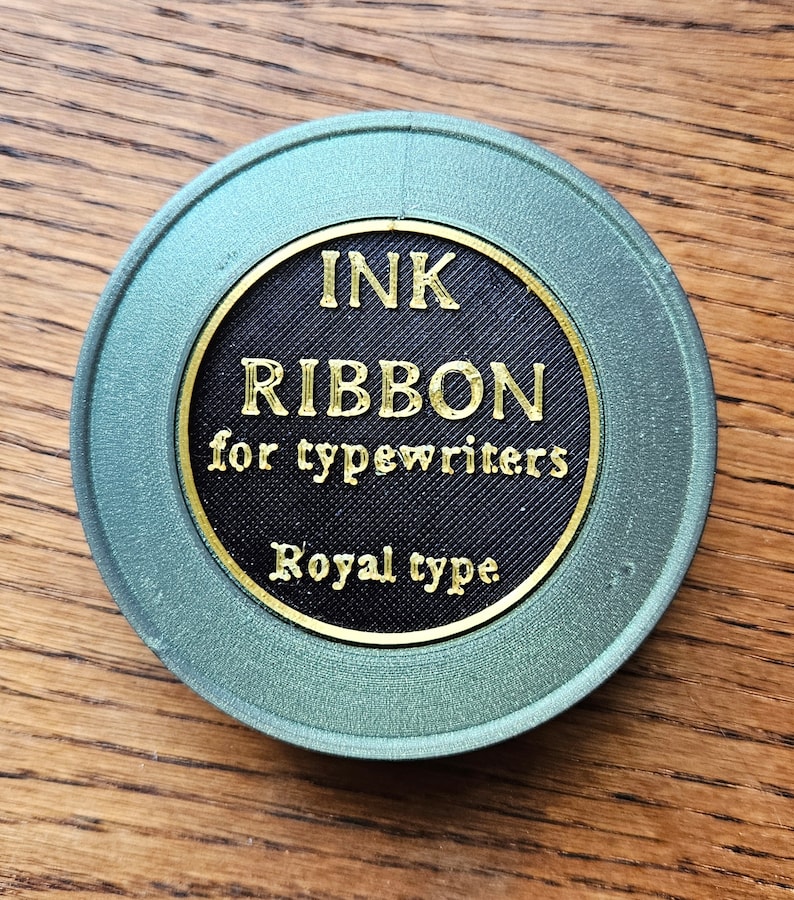 INK
RIBBON
for typewriters
Royal type